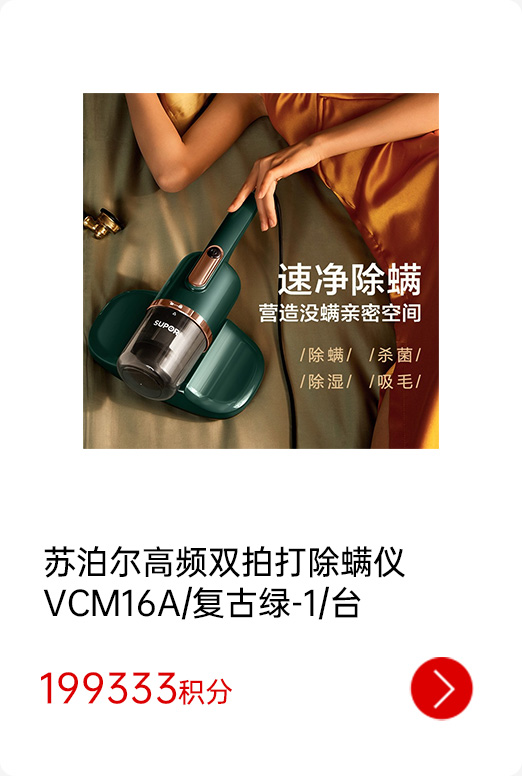 速净除螨
营造没螨亲密空间
/除螨/ /杀菌/
/除湿/ /吸毛/
SUPOR
苏泊尔高频双拍打除螨仪
VCM16A/复古绿-1/台
199333积分